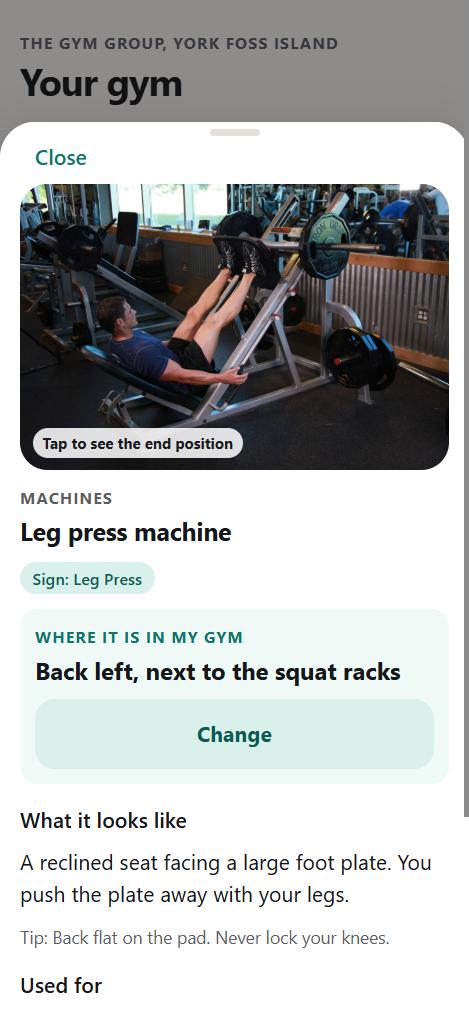 THE GYM GROUP, YORK FOSS ISLAND
Your gym
Close
Tap to see the end position
MACHINES
Leg press machine
Sign: Leg Press
WHERE IT IS IN MY GYM
Back left, next to the squat racks
Change
What it looks like
A reclined seat facing a large foot plate. You
push the plate away with your legs.
Tip: Back flat on the pad. Never lock your knees.
Used for